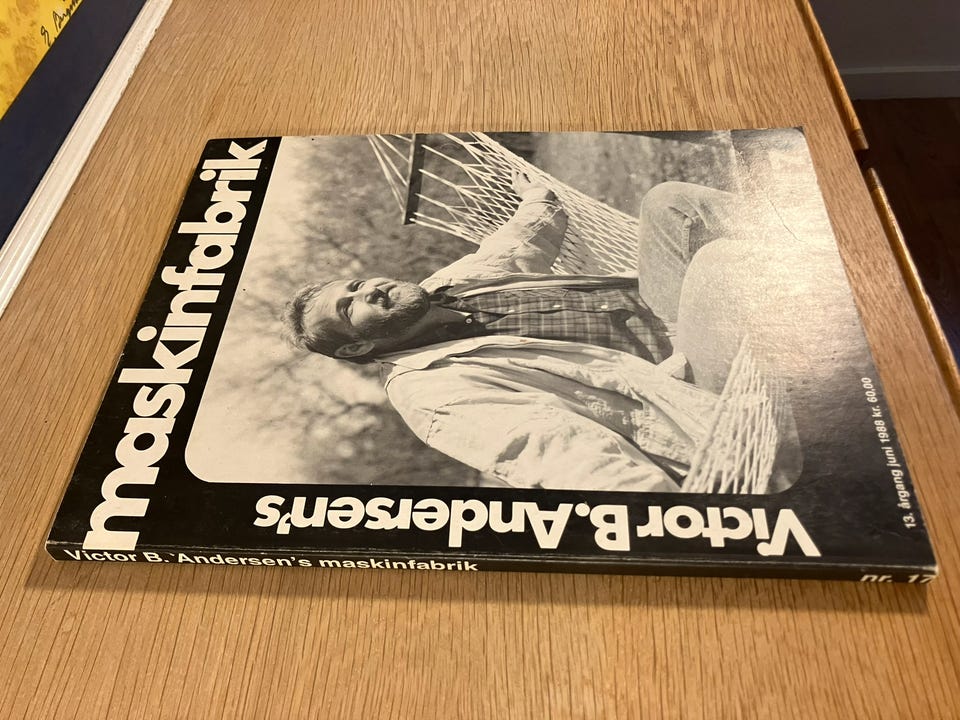 maskinfabrik
Victor B.Andersen's
13. årgang juni 1988 kr. 60,00
Victor B. Andersen's maskinfabrik
nr. 17